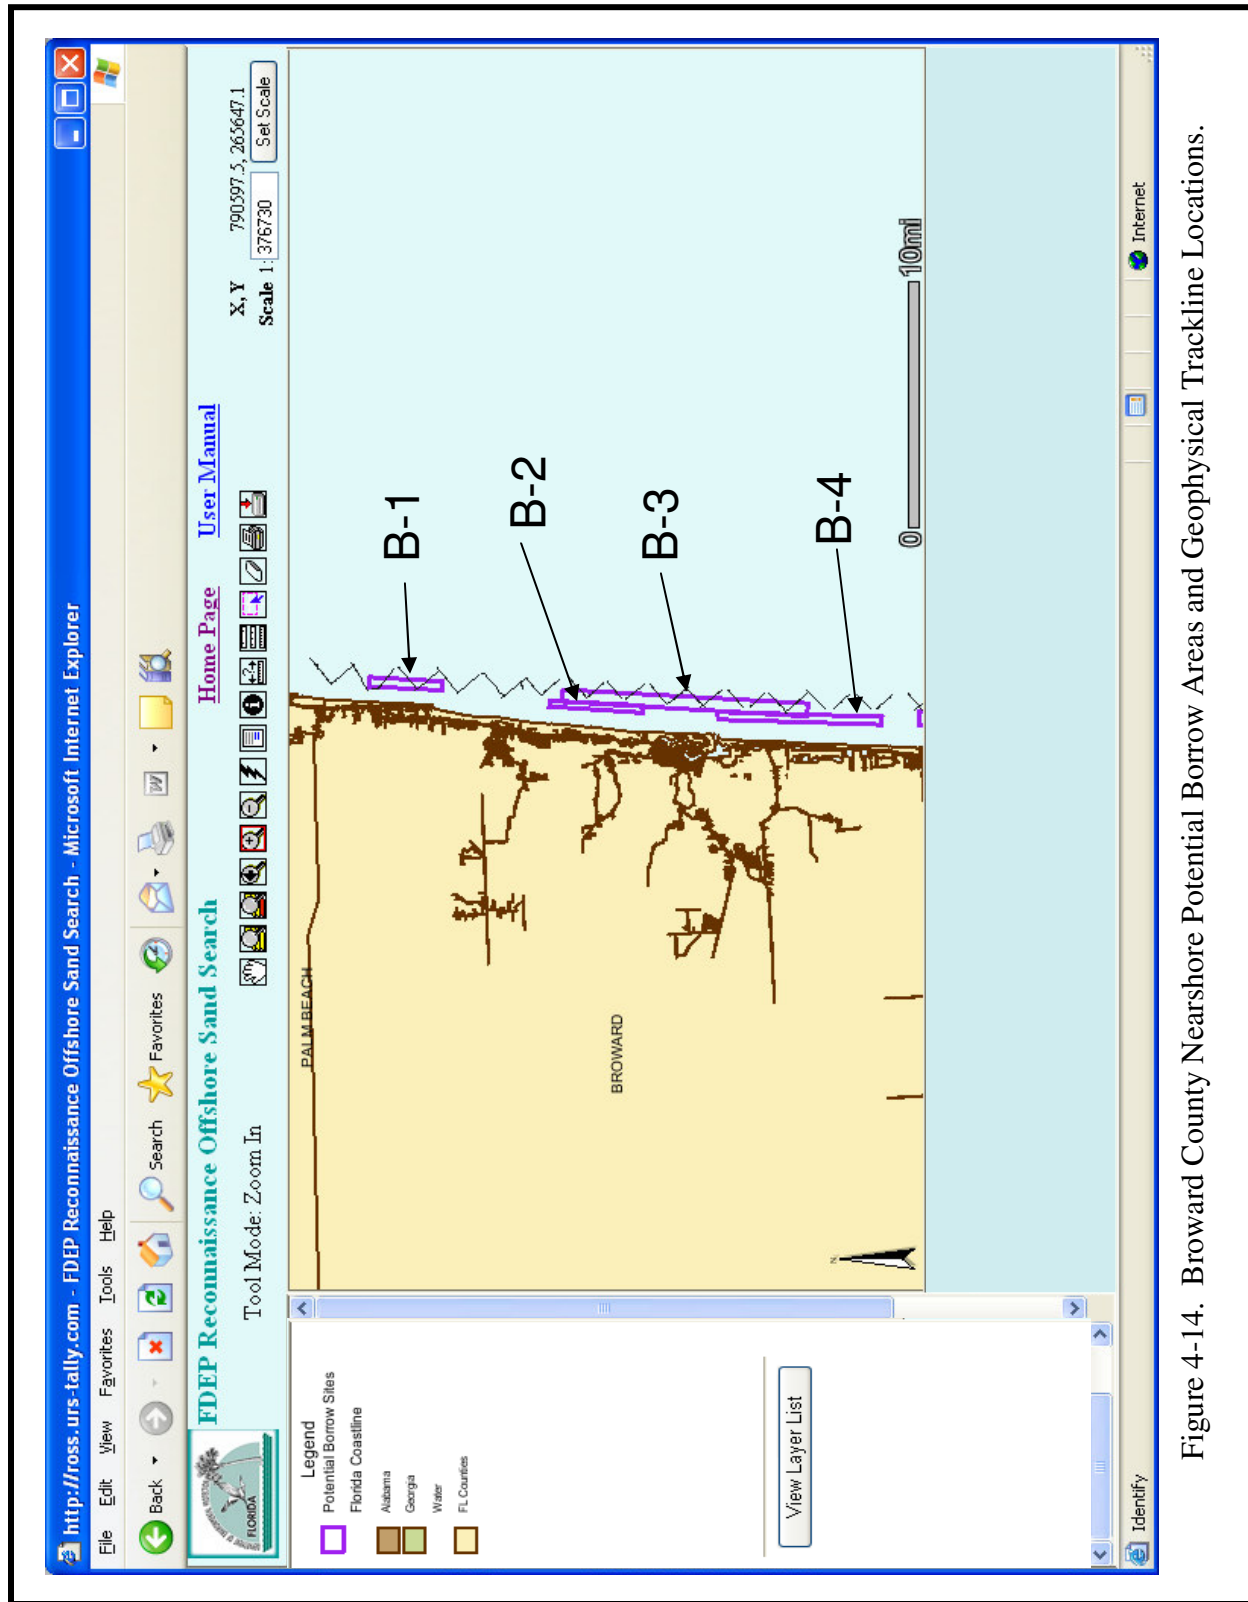 http://ross.urs-tally.com - FDEP Reconnaissance Offshore Sand Search - Microsoft Internet Explorer
File Edit View Favorites Tools Help
Back Search Favorites
FLORIDA
FDEP Reconnaissance Offshore Sand Search
Home Page User Manual
X, Y 790597.5, 265647.1
Tool Mode: Zoom In
Scale 1: 376730 Set Scale
Legend
Potential Borrow Sites
Florida Coastline
Alabama
Georgia
Water
FL Counties
View Layer List
PALM BEACH
BROWARD
N
B-1
B-2
B-3
B-4
0 10mi
Identify
Internet
Figure 4-14. Broward County Nearshore Potential Borrow Areas and Geophysical Trackline Locations.